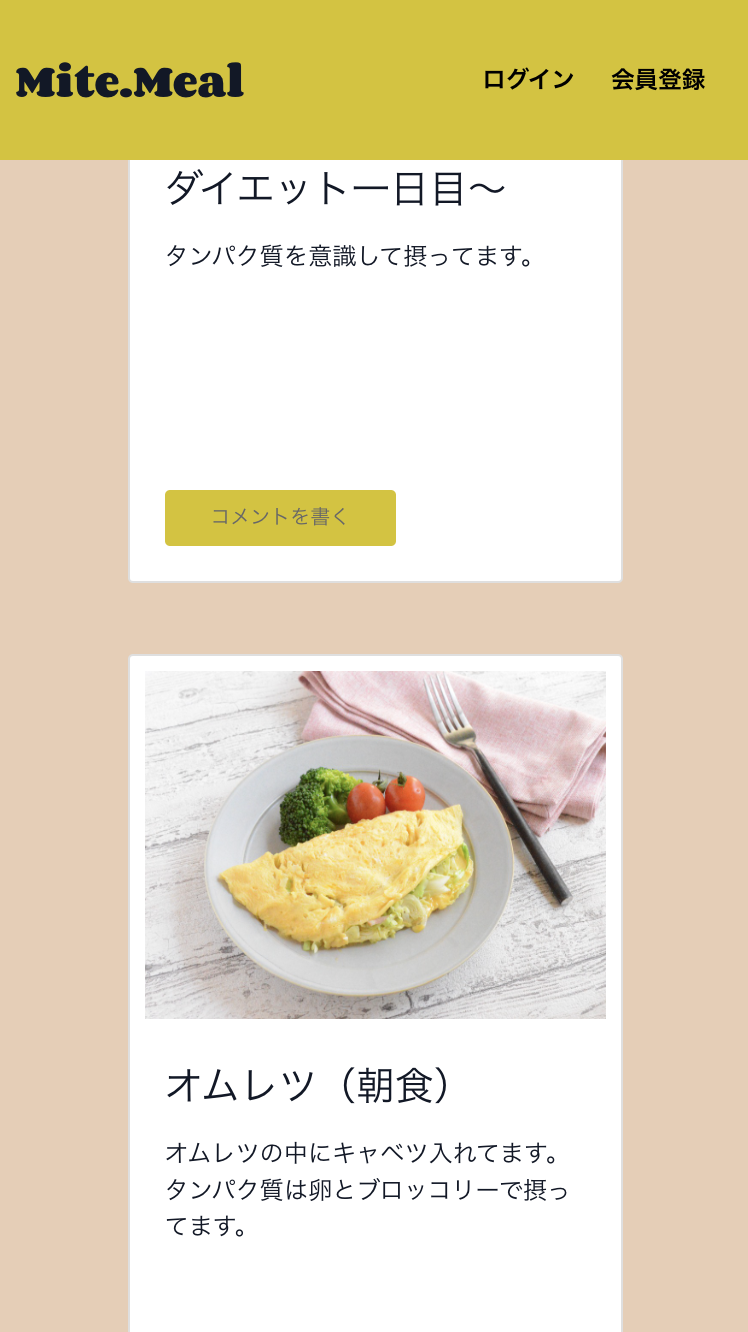 Mite.Meal
ログイン 会員登録
ダイエット一日目〜
タンパク質を意識して摂ってます。
コメントを書く
オムレツ（朝食）
オムレツの中にキャベツ入れてます。
タンパク質は卵とブロッコリーで摂っ
てます。